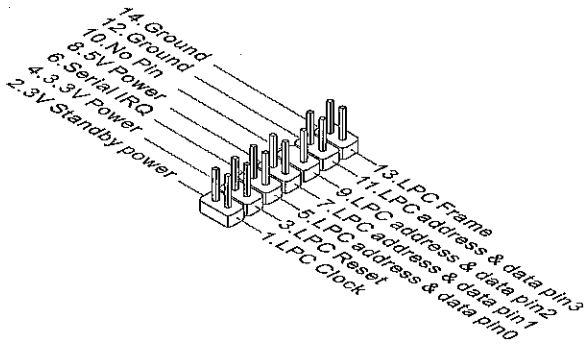 14.Ground
12.Ground
10.No Pin
8.5V Power
6.Serial IRQ
4.3.3V Power
2.3V Standby power
13.LPC Frame
11.LPC address & data pin3
9.LPC address & data pin2
7.LPC address & data pin1
5.LPC address & data pin0
3.LPC Reset
1.LPC Clock